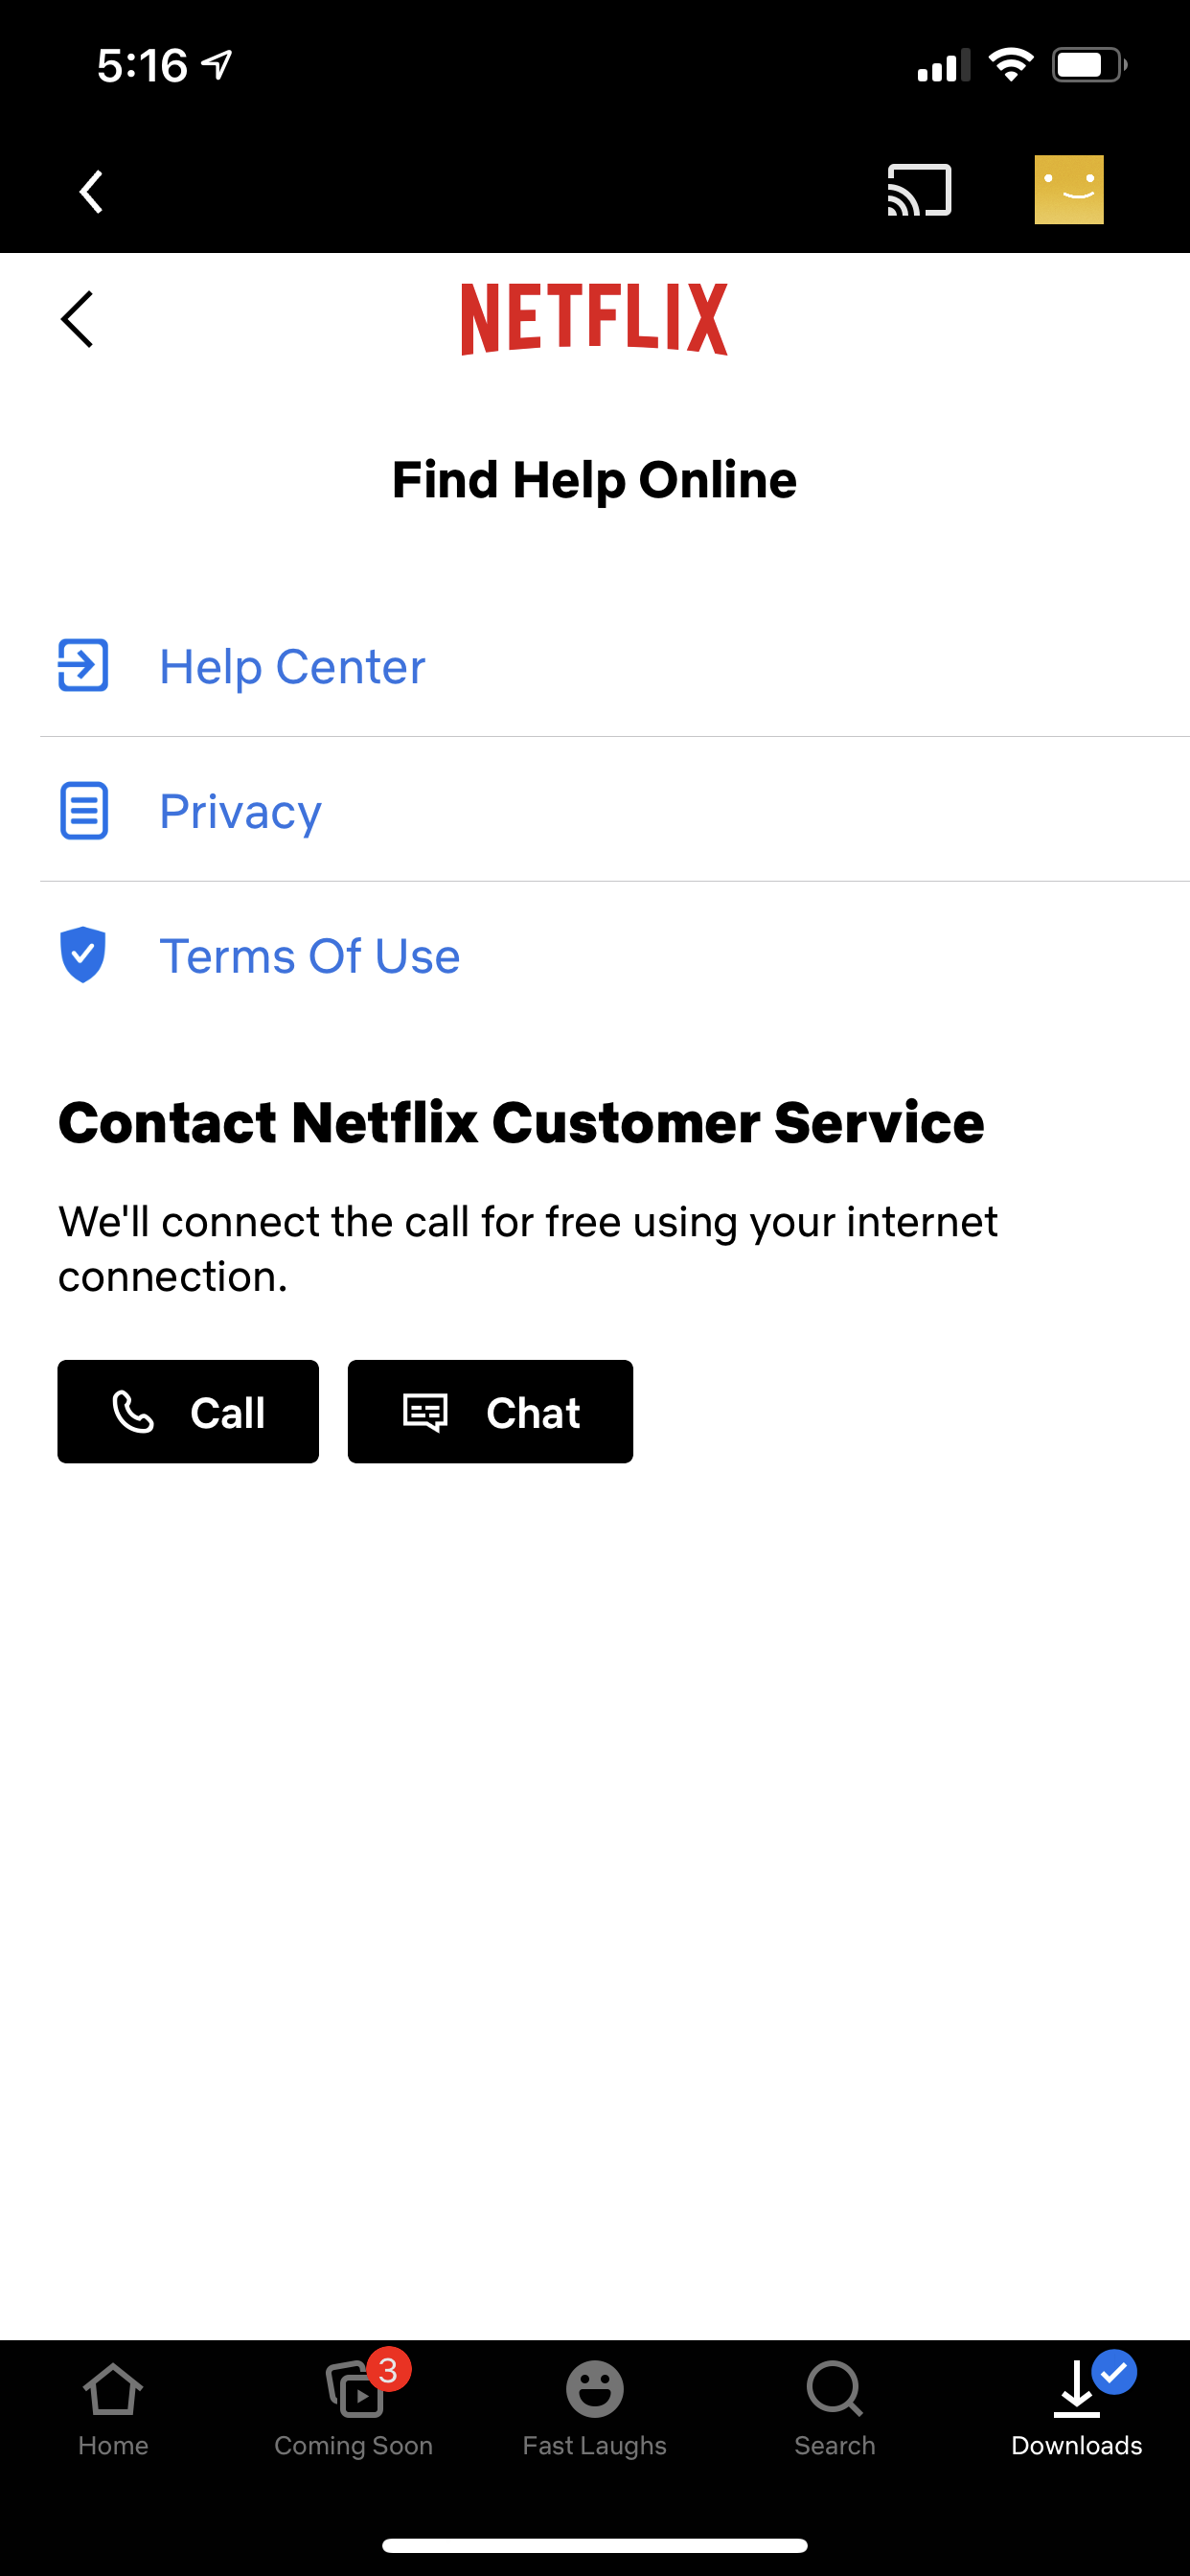 5:16
NETFLIX
Find Help Online
Help Center
Privacy
Terms Of Use
Contact Netflix Customer Service
We'll connect the call for free using your internet
connection.
Call Chat
3
Home Coming Soon Fast Laughs Search Downloads